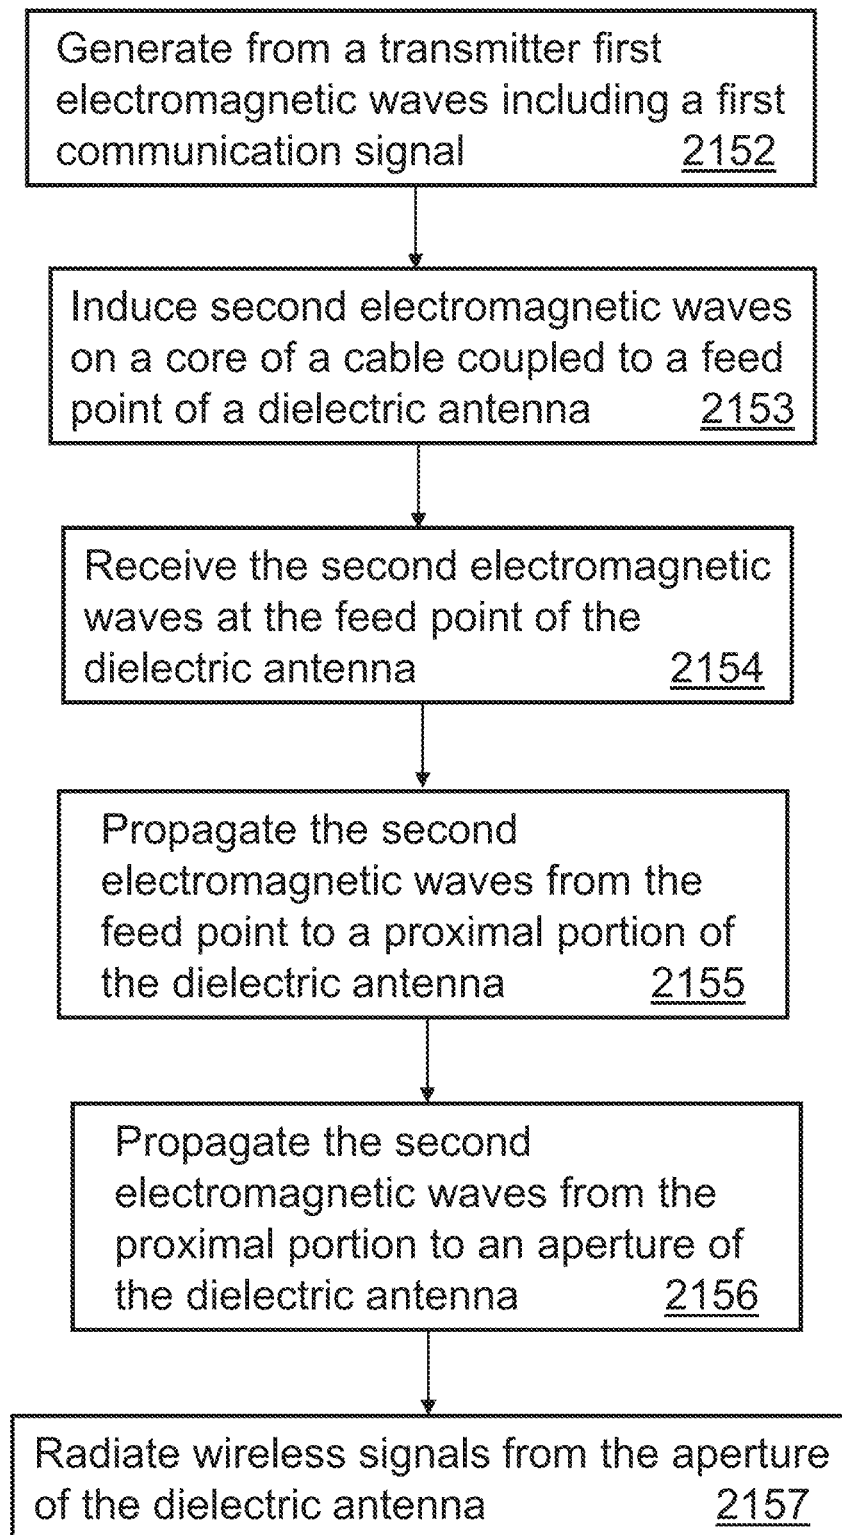 Generate from a transmitter first
electromagnetic waves including a first
communication signal 2152
Induce second electromagnetic waves
on a core of a cable coupled to a feed
point of a dielectric antenna 2153
Receive the second electromagnetic
waves at the feed point of the
dielectric antenna 2154
Propagate the second
electromagnetic waves from the
feed point to a proximal portion of
the dielectric antenna 2155
Propagate the second
electromagnetic waves from the
proximal portion to an aperture of
the dielectric antenna 2156
Radiate wireless signals from the aperture
of the dielectric antenna 2157